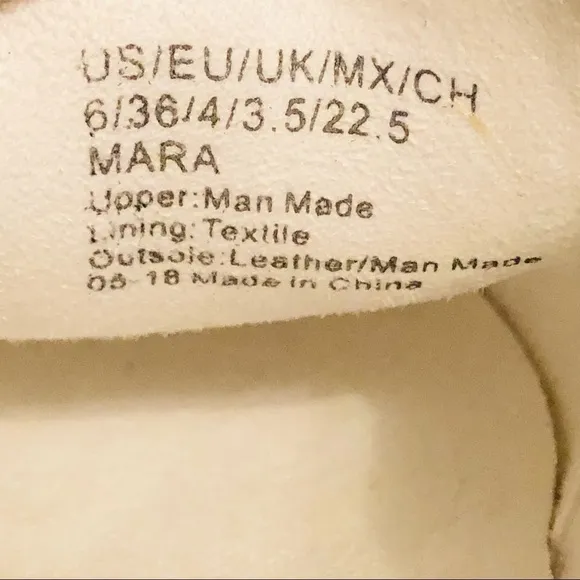 US/EU/UK/MX/CH
6/36/4/3.5/22.5
MARA
Upper:Man Made
Lining:Textile
Outsole:Leather/Man Made
05-18 Made in China